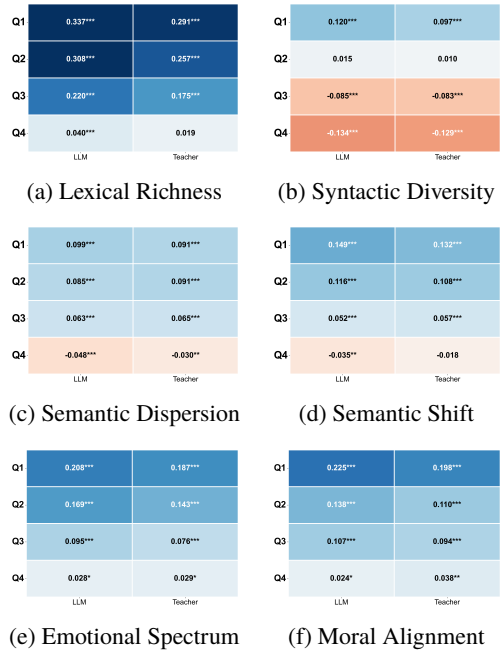 Q1 0.337*** 0.291*** Q1 0.120*** 0.097***
Q2 0.308*** 0.257*** Q2 0.015 0.010
Q3 0.220*** 0.175*** Q3 -0.085*** -0.083***
Q4 0.040*** 0.019 Q4 -0.134*** -0.129***
LLM Teacher LLM Teacher
(a) Lexical Richness (b) Syntactic Diversity
Q1 0.099*** 0.091*** Q1 0.149*** 0.132***
Q2 0.085*** 0.091*** Q2 0.116*** 0.108***
Q3 0.063*** 0.065*** Q3 0.052*** 0.057***
Q4 -0.048*** -0.030** Q4 -0.035** -0.018
LLM Teacher LLM Teacher
(c) Semantic Dispersion (d) Semantic Shift
Q1 0.208*** 0.187*** Q1 0.225*** 0.198***
Q2 0.169*** 0.143*** Q2 0.138*** 0.110***
Q3 0.095*** 0.076*** Q3 0.107*** 0.094***
Q4 0.028* 0.029* Q4 0.024* 0.038**
LLM Teacher LLM Teacher
(e) Emotional Spectrum (f) Moral Alignment